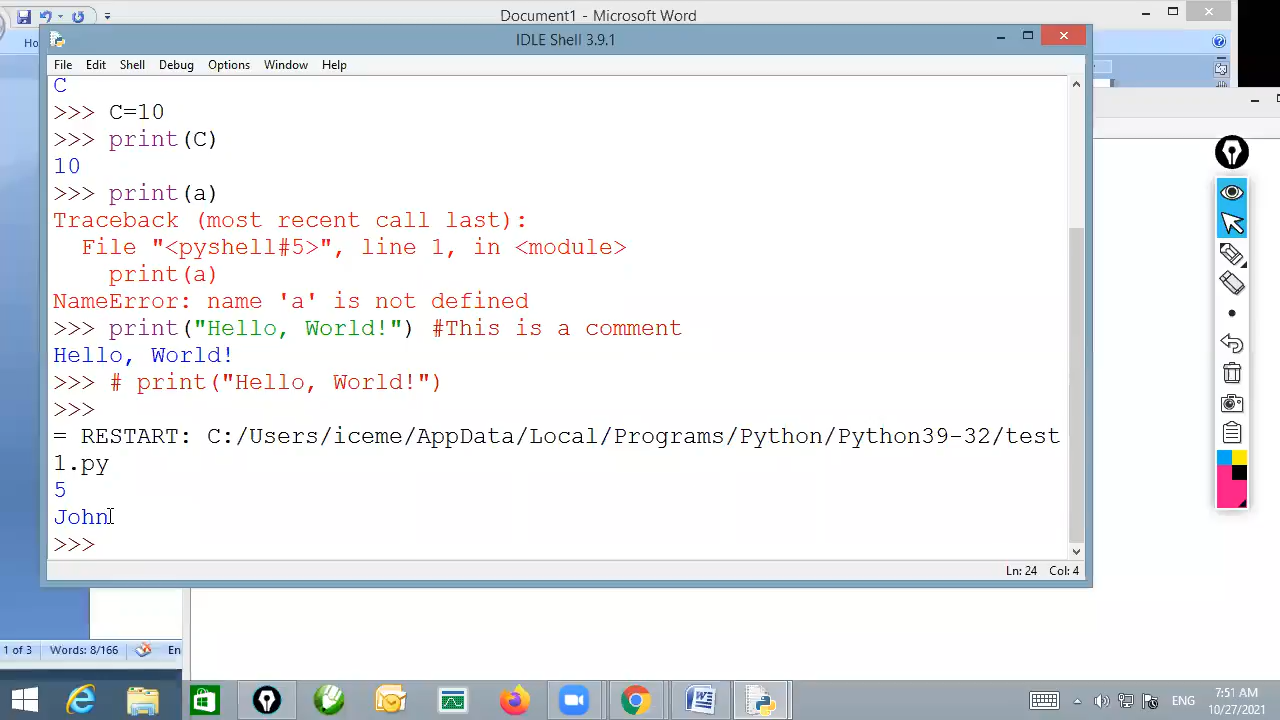 Document1 - Microsoft Word
Ho
IDLE Shell 3.9.1
File Edit Shell Debug Options Window Help
C
>>> C=10
>>> print(C)
10
>>> print(a)
Traceback (most recent call last):
  File "<pyshell#5>", line 1, in <module>
    print(a)
NameError: name 'a' is not defined
>>> print("Hello, World!") #This is a comment
Hello, World!
>>> # print("Hello, World!")
>>>
= RESTART: C:/Users/iceme/AppData/Local/Programs/Python/Python39-32/test
1.py
5
John
>>>
Ln: 24 Col: 4
1 of 3 Words: 8/166 En
ENG
7:51 AM
10/27/2021